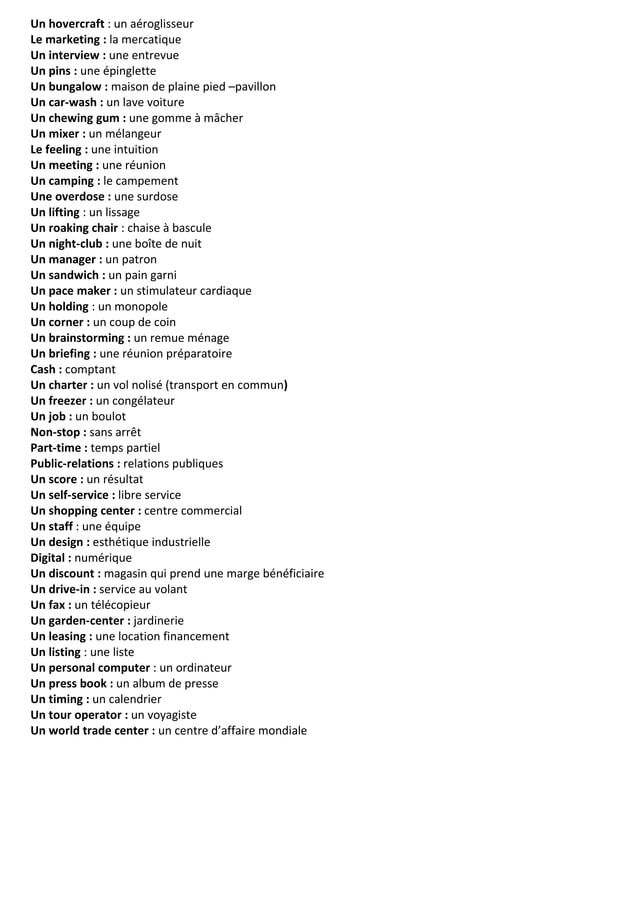 Un hovercraft : un aéroglisseur
Le marketing : la mercatique
Un interview : une entrevue
Un pins : une épinglette
Un bungalow : maison de plaine pied –pavillon
Un car-wash : un lave voiture
Un chewing gum : une gomme à mâcher
Un mixer : un mélangeur
Le feeling : une intuition
Un meeting : une réunion
Un camping : le campement
Une overdose : une surdose
Un lifting : un lissage
Un roaking chair : chaise à bascule
Un night-club : une boîte de nuit
Un manager : un patron
Un sandwich : un pain garni
Un pace maker : un stimulateur cardiaque
Un holding : un monopole
Un corner : un coup de coin
Un brainstorming : un remue ménage
Un briefing : une réunion préparatoire
Cash : comptant
Un charter : un vol nolisé (transport en commun)
Un freezer : un congélateur
Un job : un boulot
Non-stop : sans arrêt
Part-time : temps partiel
Public-relations : relations publiques
Un score : un résultat
Un self-service : libre service
Un shopping center : centre commercial
Un staff : une équipe
Un design : esthétique industrielle
Digital : numérique
Un discount : magasin qui prend une marge bénéficiaire
Un drive-in : service au volant
Un fax : un télécopieur
Un garden-center : jardinerie
Un leasing : une location financement
Un listing : une liste
Un personal computer : un ordinateur
Un press book : un album de presse
Un timing : un calendrier
Un tour operator : un voyagiste
Un world trade center : un centre d’affaire mondiale